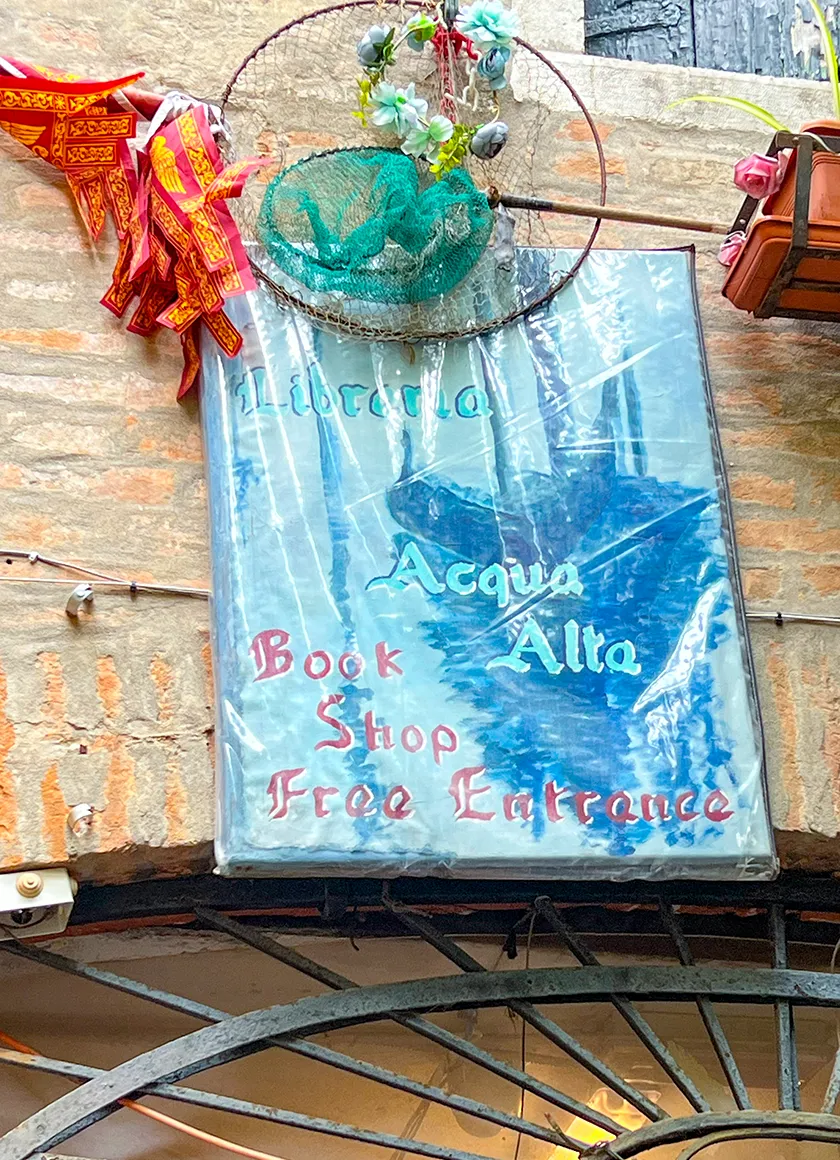 Libreria
Acqua
Alta
Book
Shop
Free Entrance